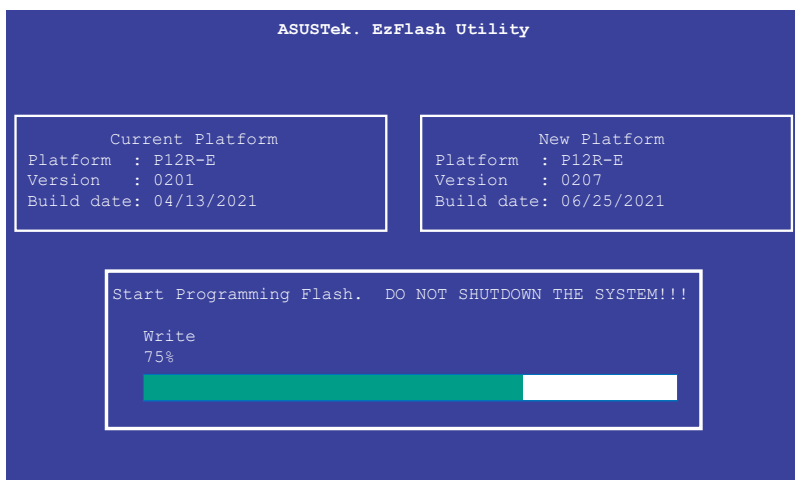 ASUSTek. EzFlash Utility
Current Platform
Platform : P12R-E
Version : 0201
Build date: 04/13/2021
New Platform
Platform : P12R-E
Version : 0207
Build date: 06/25/2021
Start Programming Flash. DO NOT SHUTDOWN THE SYSTEM!!!
Write
75%